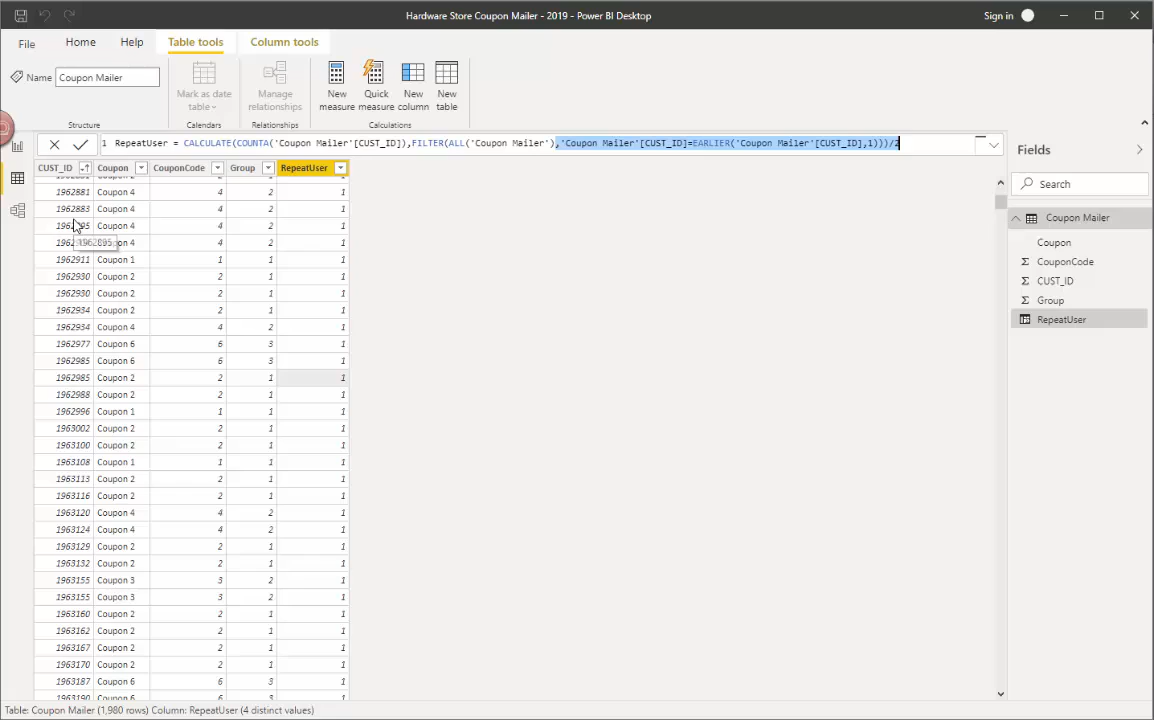 Hardware Store Coupon Mailer - 2019 - Power BI Desktop
Sign in
File Home Help Table tools Column tools
Name Coupon Mailer
Mark as date table
Manage relationships
New measure
Quick measure
New column
New table
Structure Calendars Relationships Calculations
1 RepeatUser = CALCULATE(COUNTA('Coupon Mailer'[CUST_ID]),FILTER(ALL('Coupon Mailer'),'Coupon Mailer'[CUST_ID]=EARLIER('Coupon Mailer'[CUST_ID],1)))/2
CUST_ID Coupon CouponCode Group RepeatUser
1962881 Coupon 4 4 2 1
1962883 Coupon 4 4 2 1
Coupon 4 4 2 1
1962895 4 2 1
1962911 Coupon 1 1 1 1
1962930 Coupon 2 2 1 1
1962930 Coupon 2 2 1 1
1962934 Coupon 2 2 1 1
1962934 Coupon 4 4 2 1
1962977 Coupon 6 6 3 1
1962985 Coupon 6 6 3 1
1962985 Coupon 2 2 1 1
1962988 Coupon 2 2 1 1
1962996 Coupon 1 1 1 1
1963002 Coupon 2 2 1 1
1963100 Coupon 2 2 1 1
1963108 Coupon 1 1 1 1
1963113 Coupon 2 2 1 1
1963116 Coupon 2 2 1 1
1963120 Coupon 4 4 2 1
1963124 Coupon 4 4 2 1
1963129 Coupon 2 2 1 1
1963132 Coupon 2 2 1 1
1963155 Coupon 3 3 2 1
1963155 Coupon 3 3 2 1
1963160 Coupon 2 2 1 1
1963162 Coupon 2 2 1 1
1963167 Coupon 2 2 1 1
1963170 Coupon 2 2 1 1
1963187 Coupon 6 6 3 1
1963190 Coupon 6 6 3 1
Fields
Search
Coupon Mailer
Coupon
Σ CouponCode
Σ CUST_ID
Σ Group
RepeatUser
Table: Coupon Mailer (1,980 rows) Column: RepeatUser (4 distinct values)